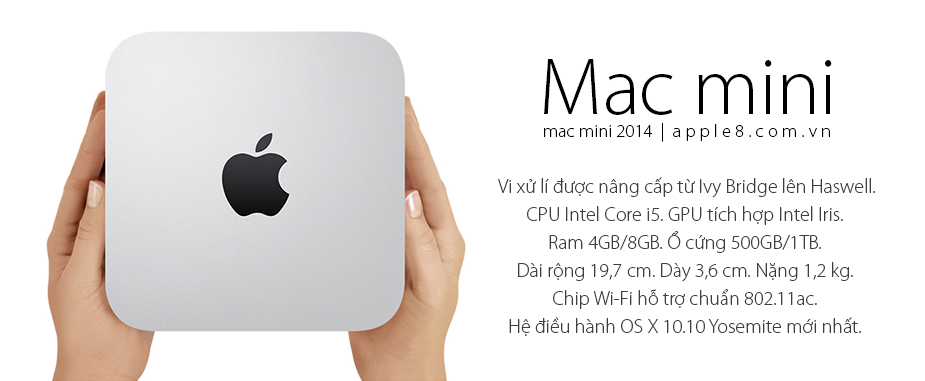 Mac mini
mac mini 2014 | apple8.com.vn
Vi xử lí được nâng cấp từ Ivy Bridge lên Haswell.
CPU Intel Core i5. GPU tích hợp Intel Iris.
Ram 4GB/8GB. Ổ cứng 500GB/1TB.
Dài rộng 19,7 cm. Dày 3,6 cm. Nặng 1,2 kg.
Chip Wi-Fi hỗ trợ chuẩn 802.11ac.
Hệ điều hành OS X 10.10 Yosemite mới nhất.